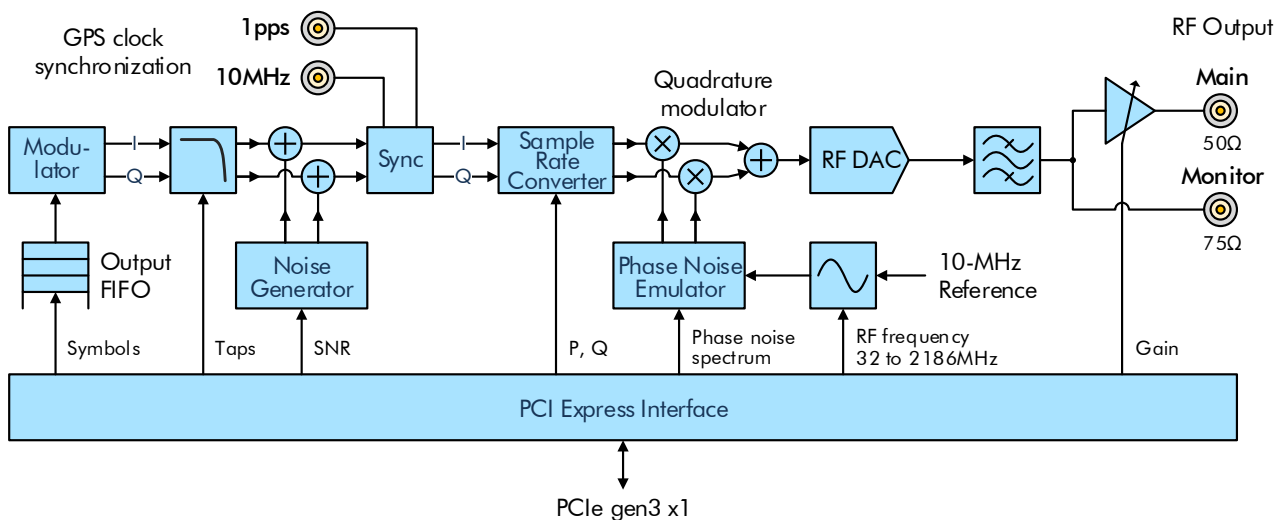 GPS clock
synchronization
1pps
10MHz
RF Output
Main
50Ω
Monitor
75Ω
Quadrature
modulator
Modu-
lator
I
Q
Sync
I
Q
Sample
Rate
Converter
RF DAC
Output
FIFO
Noise
Generator
Phase Noise
Emulator
10-MHz
Reference
Symbols
Taps
SNR
P, Q
Phase noise
spectrum
RF frequency
32 to 2186MHz
Gain
PCI Express Interface
PCIe gen3 x1